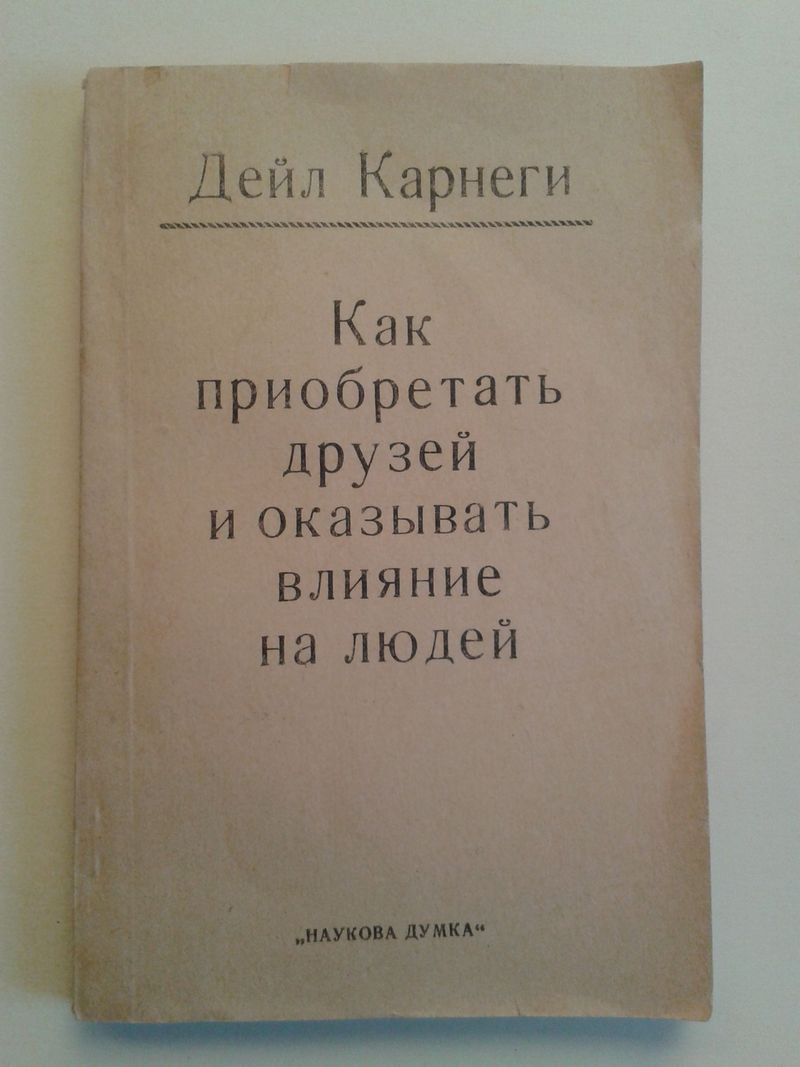 Дейл Карнеги
Как
приобретать
друзей
и оказывать
влияние
на людей
„НАУКОВА ДУМКА“